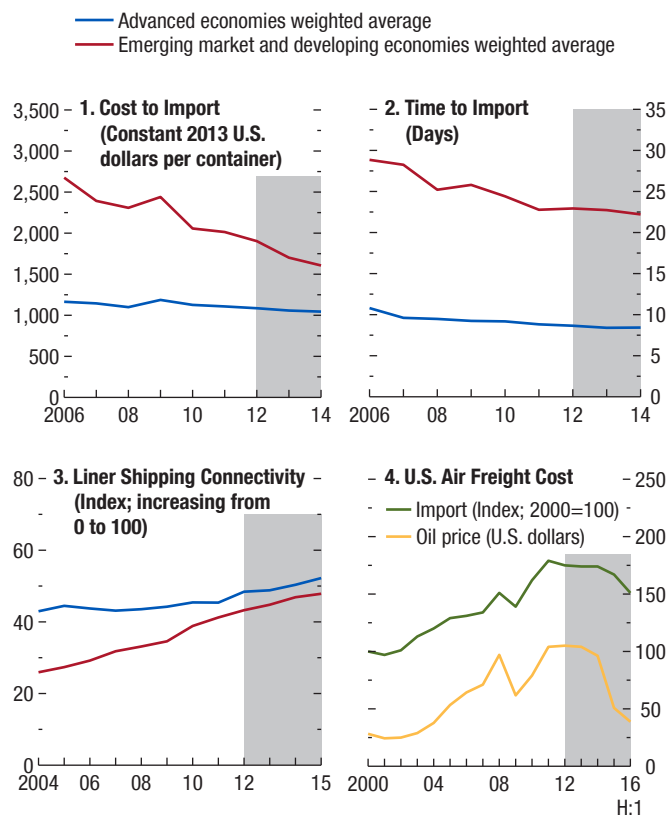 Advanced economies weighted average
Emerging market and developing economies weighted average
1. Cost to Import
(Constant 2013 U.S.
dollars per container)
3,500
3,000
2,500
2,000
1,500
1,000
500
0
2006 08 10 12 14
2. Time to Import
(Days)
35
30
25
20
15
10
5
0
2006 08 10 12 14
3. Liner Shipping Connectivity
(Index; increasing from
0 to 100)
80
60
40
20
0
2004 06 08 10 12 15
4. U.S. Air Freight Cost
Import (Index; 2000=100)
Oil price (U.S. dollars)
250
225
175
150
125
100
75
50
25
0
2000 04 08 12 16
H:1